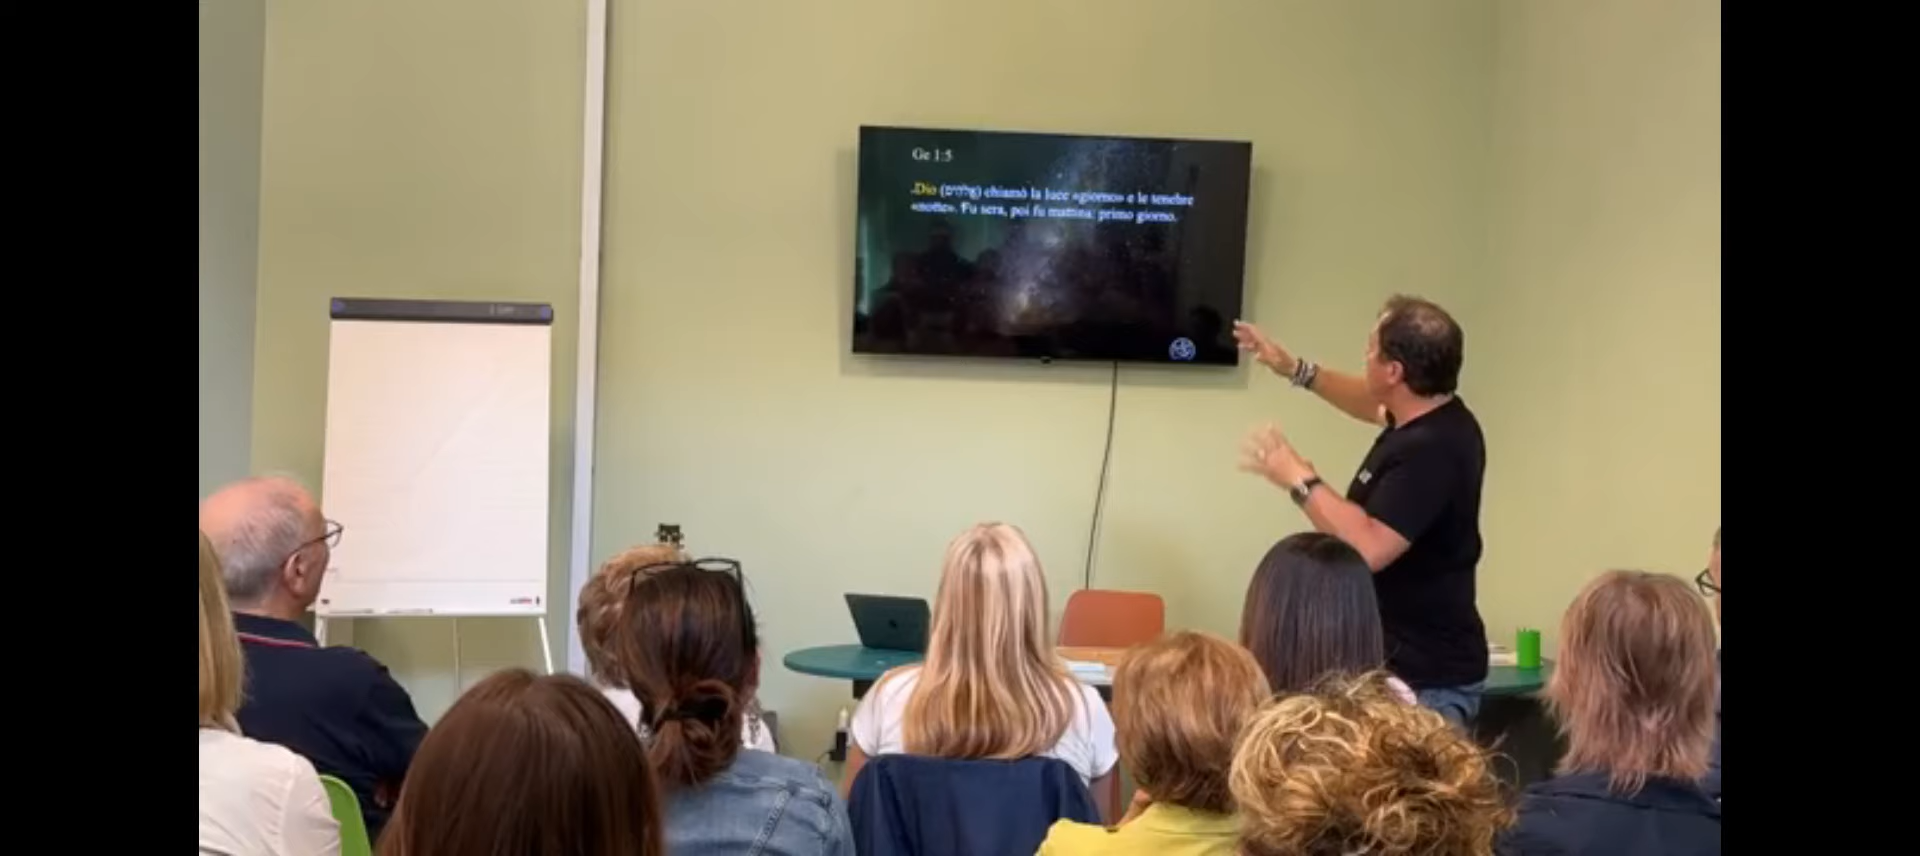 Ge 1:5
.Dio (אֱלֹהִים) chiamò la luce «giorno» e le tenebre
«notte». Fu sera, poi fu mattina: primo giorno.